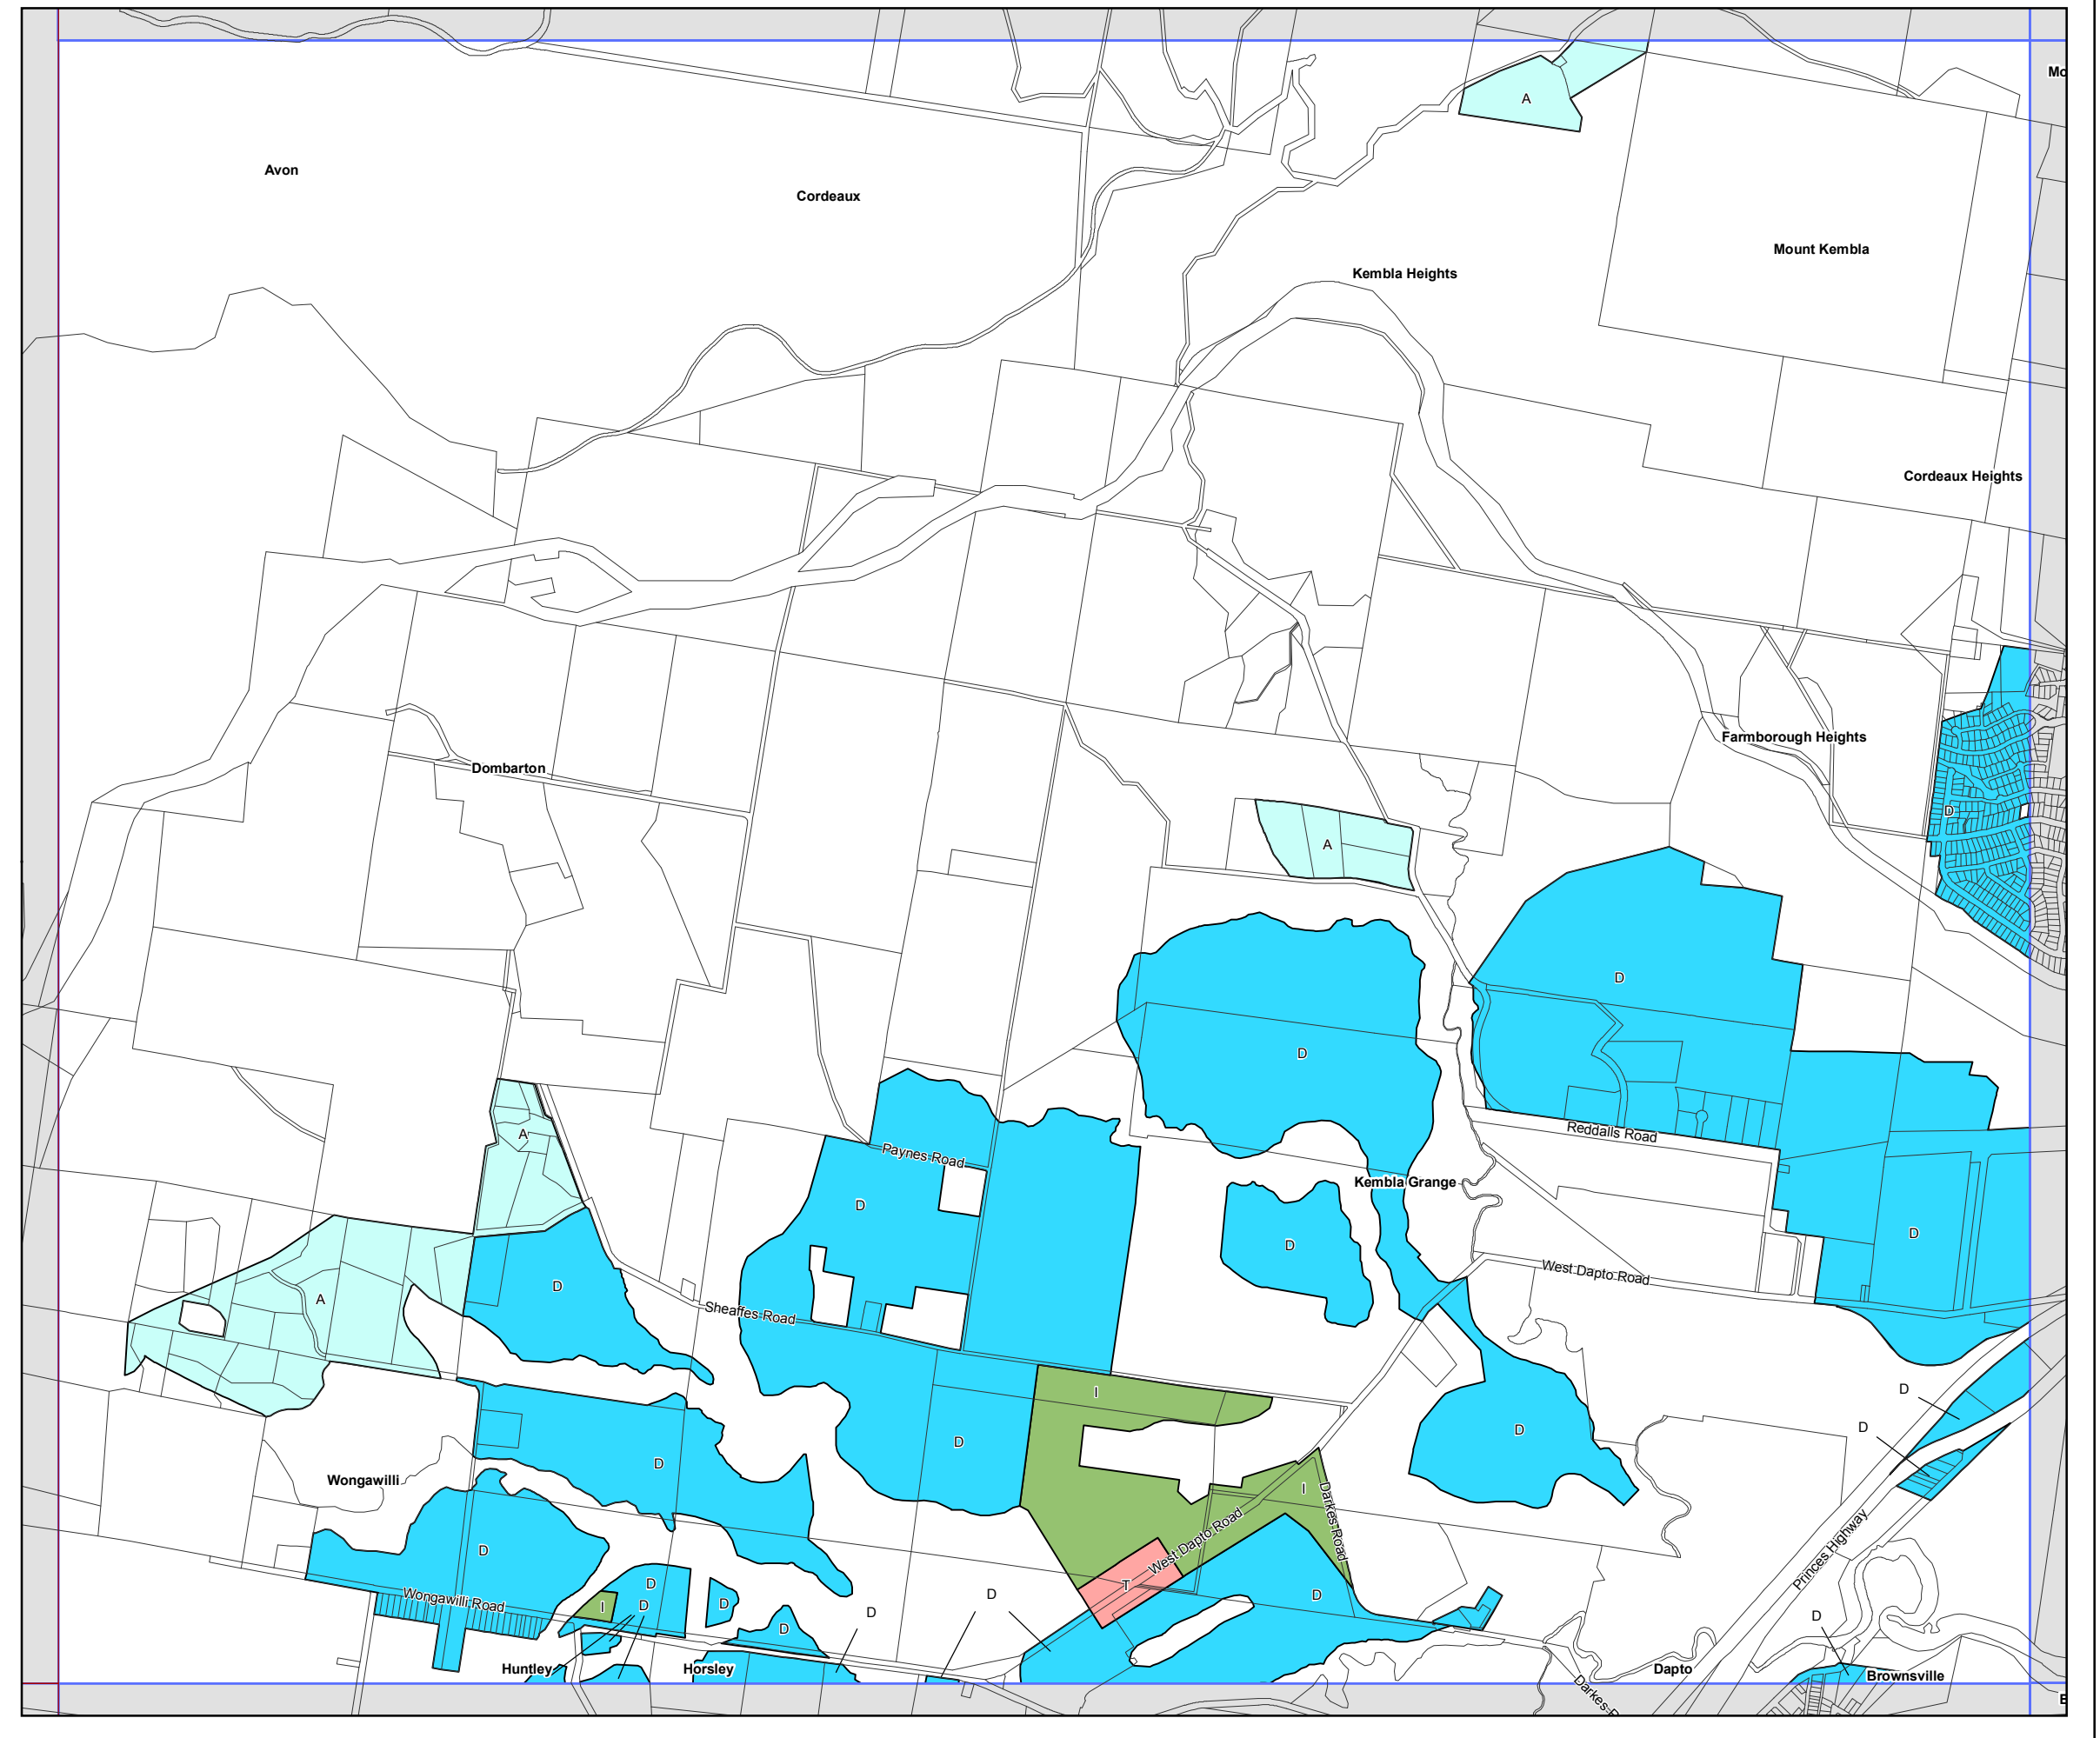 Mo
A
Avon
Cordeaux
Mount Kembla
Kembla Heights
Cordeaux Heights
Farmborough Heights
Dombarton
D
A
D
D
A
Reddalls Road
Paynes Road
Kembla Grange
D
D
D
West Dapto Road
D
A
Sheaffes Road
D
I
D
D
D
D
Wongawilli
I
Darkes Road
West Dapto Road
Princes Highway
D
D
T
D
D
D
Wongawilli Road
I
D
D
D
D
D
Huntley
Horsley
Dapto
Brownsville
Darkes R
B